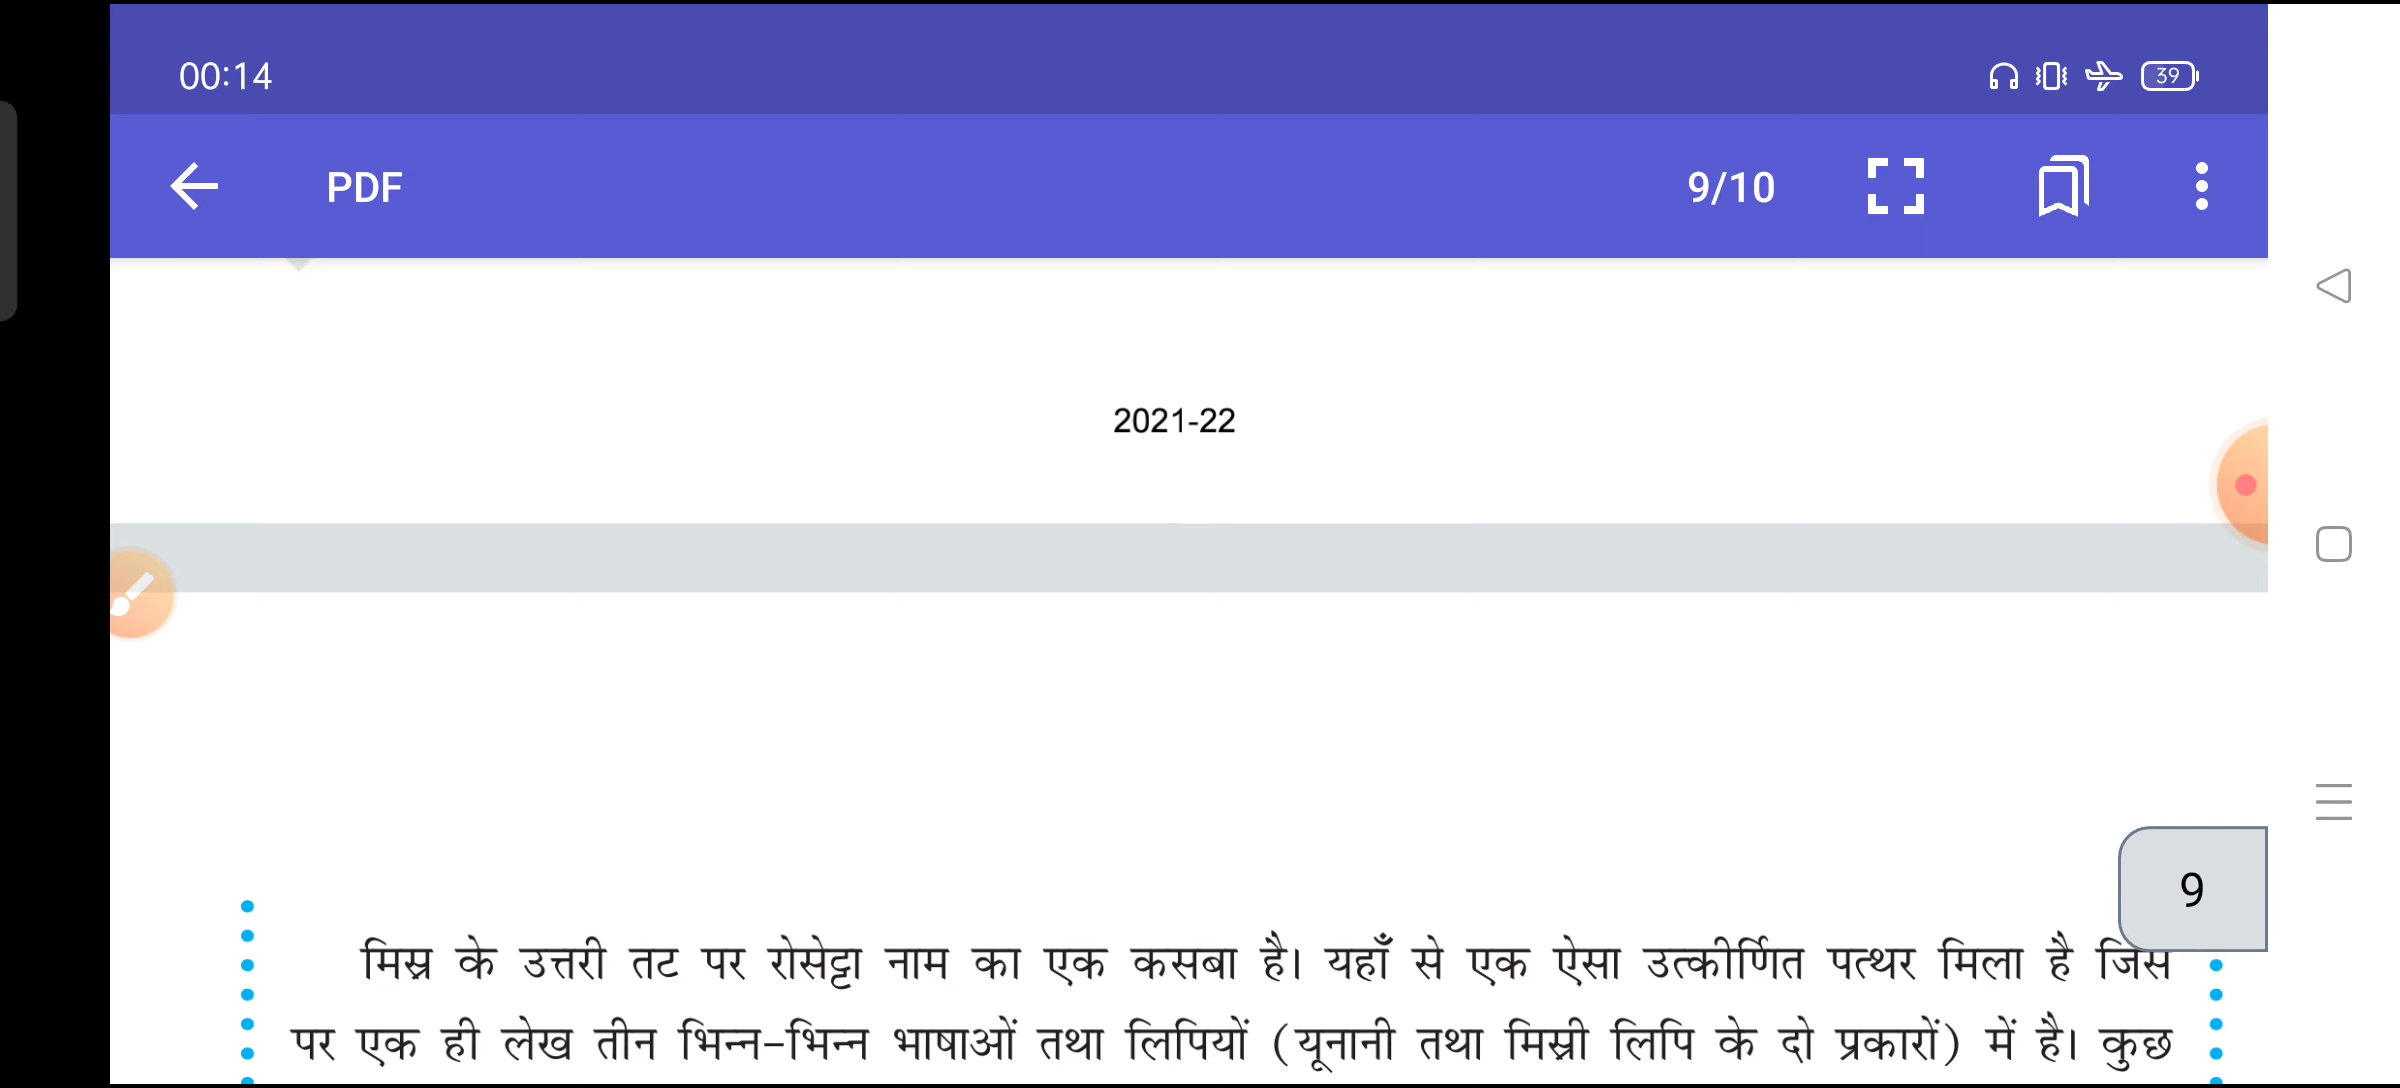 00:14
39
PDF
9/10
2021-22
9
मिस्र के उत्तरी तट पर रोसेट्टा नाम का एक कसबा है। यहाँ से एक ऐसा उत्कीर्णित पत्थर मिला है जिस
पर एक ही लेख तीन भिन्न-भिन्न भाषाओं तथा लिपियों (यूनानी तथा मिस्री लिपि के दो प्रकारों) में है। कुछ